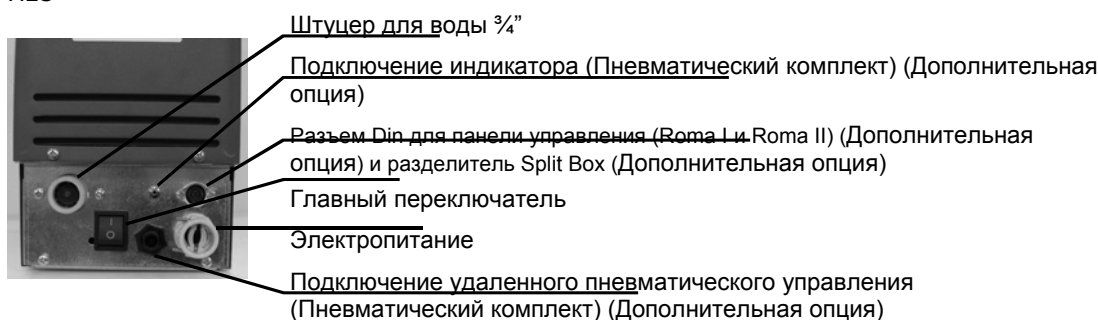 Штуцер для воды ¾”
Подключение индикатора (Пневматический комплект) (Дополнительная
опция)
Разъем Din для панели управления (Roma I и Roma II) (Дополнительная
опция) и разделитель Split Box (Дополнительная опция)
Главный переключатель
Электропитание
Подключение удаленного пневматического управления
(Пневматический комплект) (Дополнительная опция)